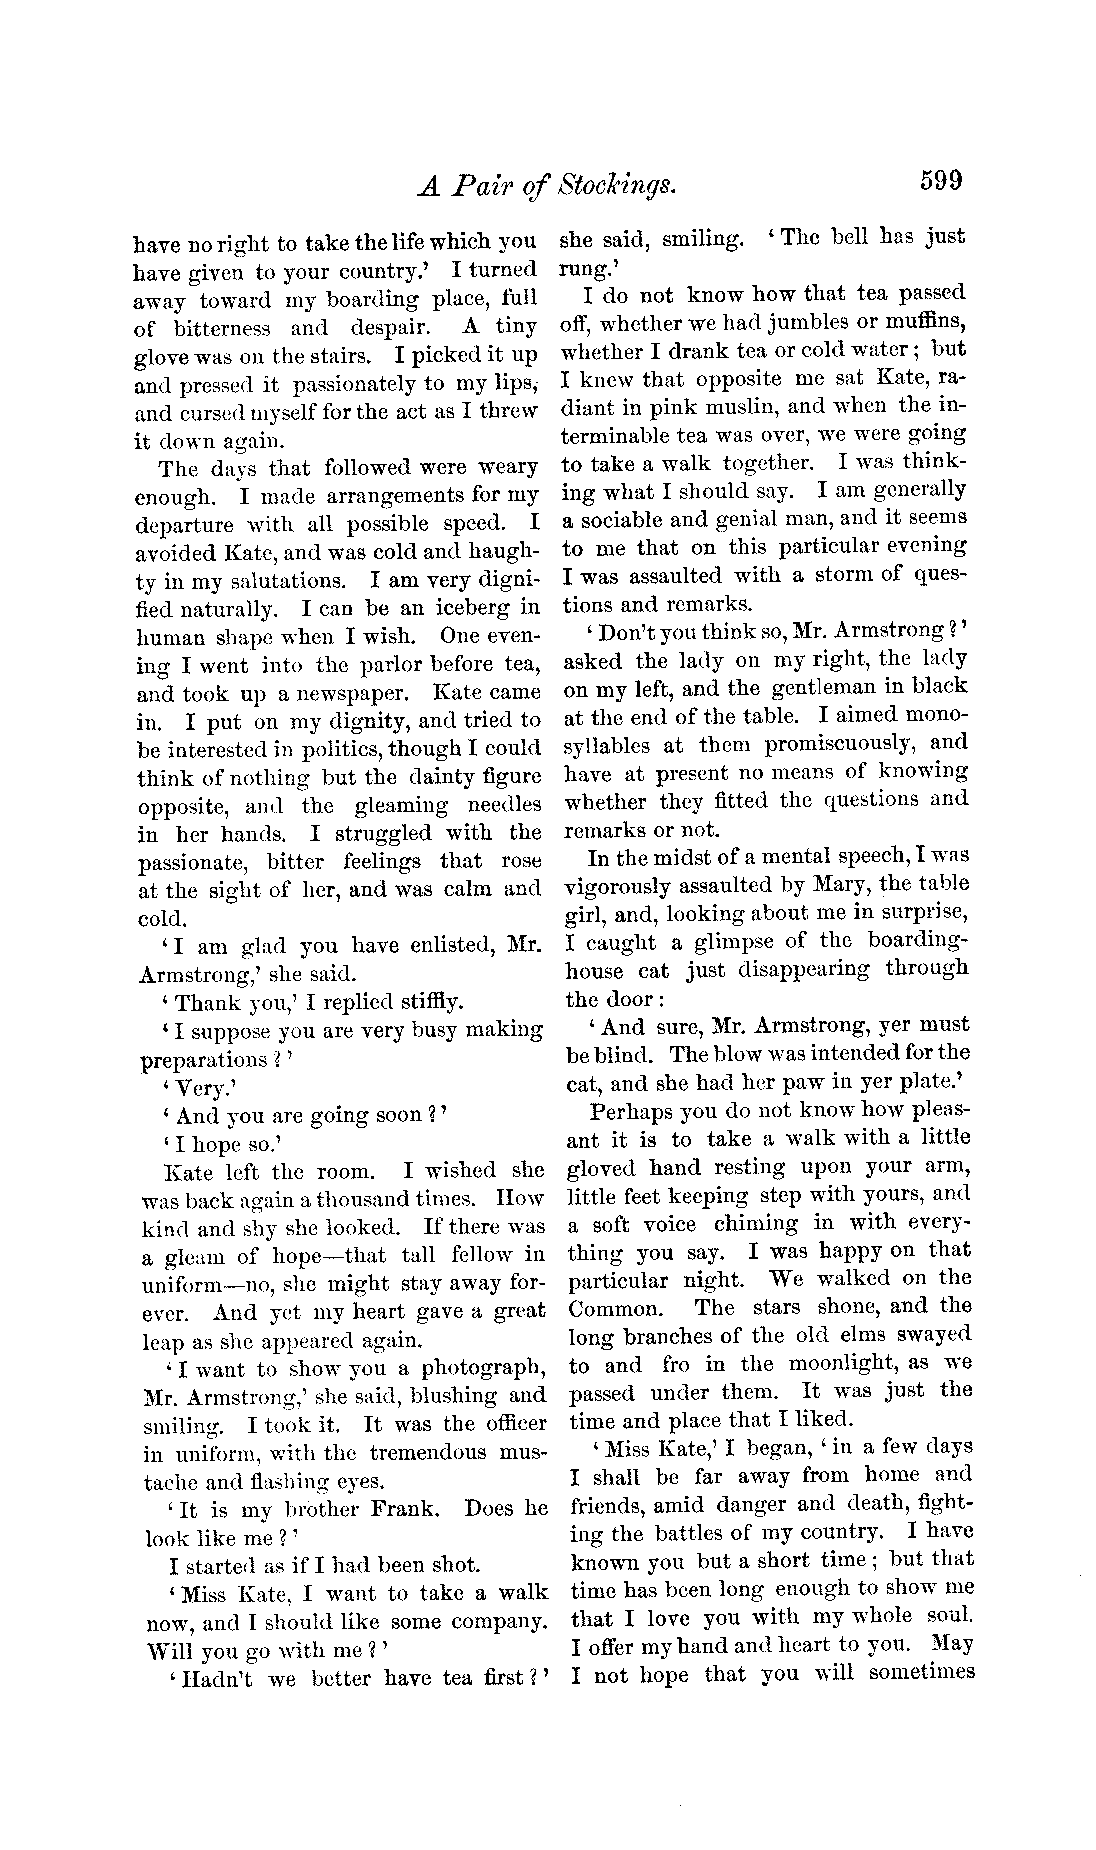 A Pair of Stockings.
599
have no right to take the life which you
have given to your country.' I turned
away toward my boarding place, full
of bitterness and despair. A tiny
glove was on the stairs. I picked it up
and pressed it passionately to my lips,
and cursed myself for the act as I threw
it down again.
The days that followed were weary
enough. I made arrangements for my
departure with all possible speed. I
avoided Kate, and was cold and haugh-
ty in my salutations. I am very digni-
fied naturally. I can be an iceberg in
human shape when I wish. One even-
ing I went into the parlor before tea,
and took up a newspaper. Kate came
in. I put on my dignity, and tried to
be interested in politics, though I could
think of nothing but the dainty figure
opposite, and the gleaming needles
in her hands. I struggled with the
passionate, bitter feelings that rose
at the sight of her, and was calm and
cold.
'I am glad you have enlisted, Mr.
Armstrong,' she said.
'Thank you,' I replied stiffly.
'I suppose you are very busy making
preparations?'
'Very.'
'And you are going soon?'
'I hope so.'
Kate left the room. I wished she
was back again a thousand times. How
kind and shy she looked. If there was
a gleam of hope—that tall fellow in
uniform—no, she might stay away for-
ever. And yet my heart gave a great
leap as she appeared again.
'I want to show you a photograph,
Mr. Armstrong,' she said, blushing and
smiling. I took it. It was the officer
in uniform, with the tremendous mus-
tache and flashing eyes.
'It is my brother Frank. Does he
look like me?'
I started as if I had been shot.
'Miss Kate, I want to take a walk
now, and I should like some company.
Will you go with me?'
'Hadn't we better have tea first?'
she said, smiling. 'The bell has just
rung.'
I do not know how that tea passed
off, whether we had jumbles or muffins,
whether I drank tea or cold water; but
I knew that opposite me sat Kate, ra-
diant in pink muslin, and when the in-
terminable tea was over, we were going
to take a walk together. I was think-
ing what I should say. I am generally
a sociable and genial man, and it seems
to me that on this particular evening
I was assaulted with a storm of ques-
tions and remarks.
'Don't you think so, Mr. Armstrong?'
asked the lady on my right, the lady
on my left, and the gentleman in black
at the end of the table. I aimed mono-
syllables at them promiscuously, and
have at present no means of knowing
whether they fitted the questions and
remarks or not.
In the midst of a mental speech, I was
vigorously assaulted by Mary, the table
girl, and, looking about me in surprise,
I caught a glimpse of the boarding-
house cat just disappearing through
the door:
'And sure, Mr. Armstrong, yer must
be blind. The blow was intended for the
cat, and she had her paw in yer plate.'
Perhaps you do not know how pleas-
ant it is to take a walk with a little
gloved hand resting upon your arm,
little feet keeping step with yours, and
a soft voice chiming in with every-
thing you say. I was happy on that
particular night. We walked on the
Common. The stars shone, and the
long branches of the old elms swayed
to and fro in the moonlight, as we
passed under them. It was just the
time and place that I liked.
'Miss Kate,' I began, 'in a few days
I shall be far away from home and
friends, amid danger and death, fight-
ing the battles of my country. I have
known you but a short time; but that
time has been long enough to show me
that I love you with my whole soul.
I offer my hand and heart to you. May
I not hope that you will sometimes